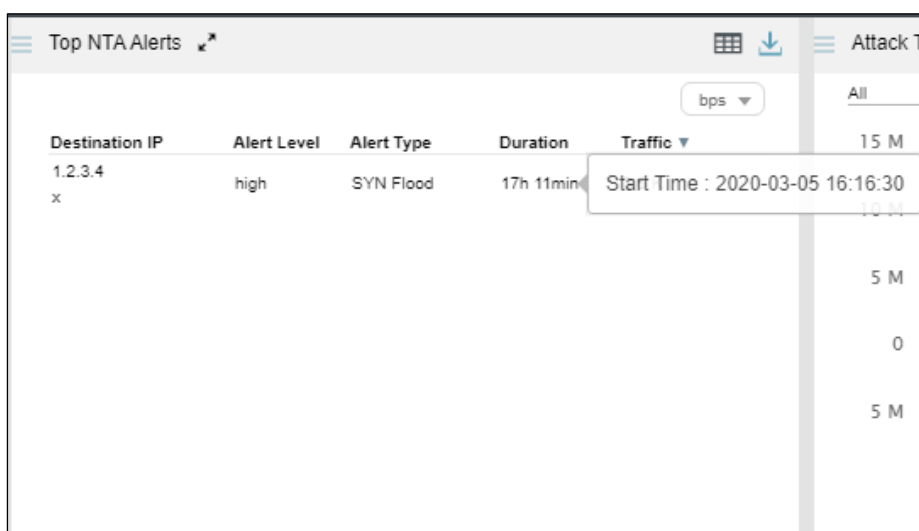 Top NTA Alerts
bps
Destination IP Alert Level Alert Type Duration Traffic
1.2.3.4
x
high SYN Flood 17h 11min
Start Time : 2020-03-05 16:16:30
Attack T
All
15 M
10 M
5 M
0
5 M